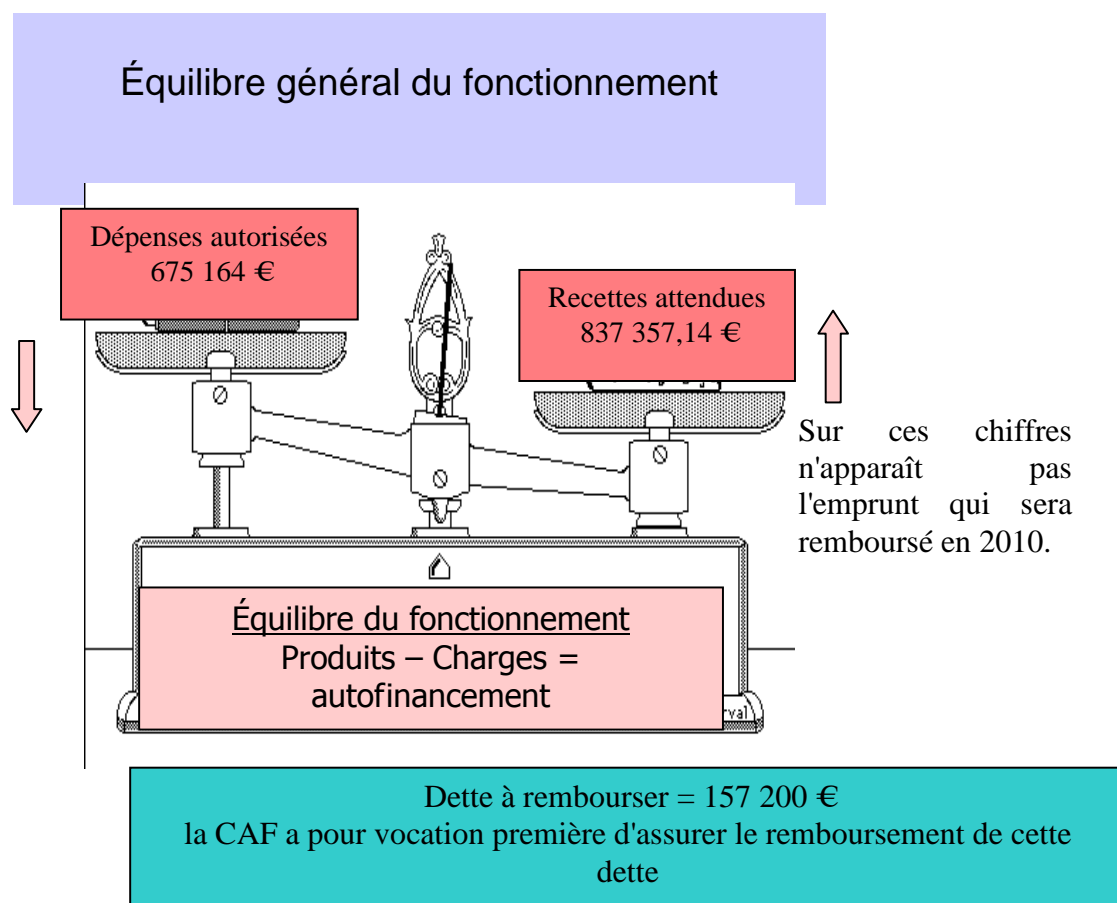 Équilibre général du fonctionnement
Dépenses autorisées
675 164 €
Recettes attendues
837 357,14 €
Sur ces chiffres
n'apparaît pas
l'emprunt qui sera
remboursé en 2010.
Équilibre du fonctionnement
Produits – Charges =
autofinancement
rval
Dette à rembourser = 157 200 €
la CAF a pour vocation première d'assurer le remboursement de cette
dette